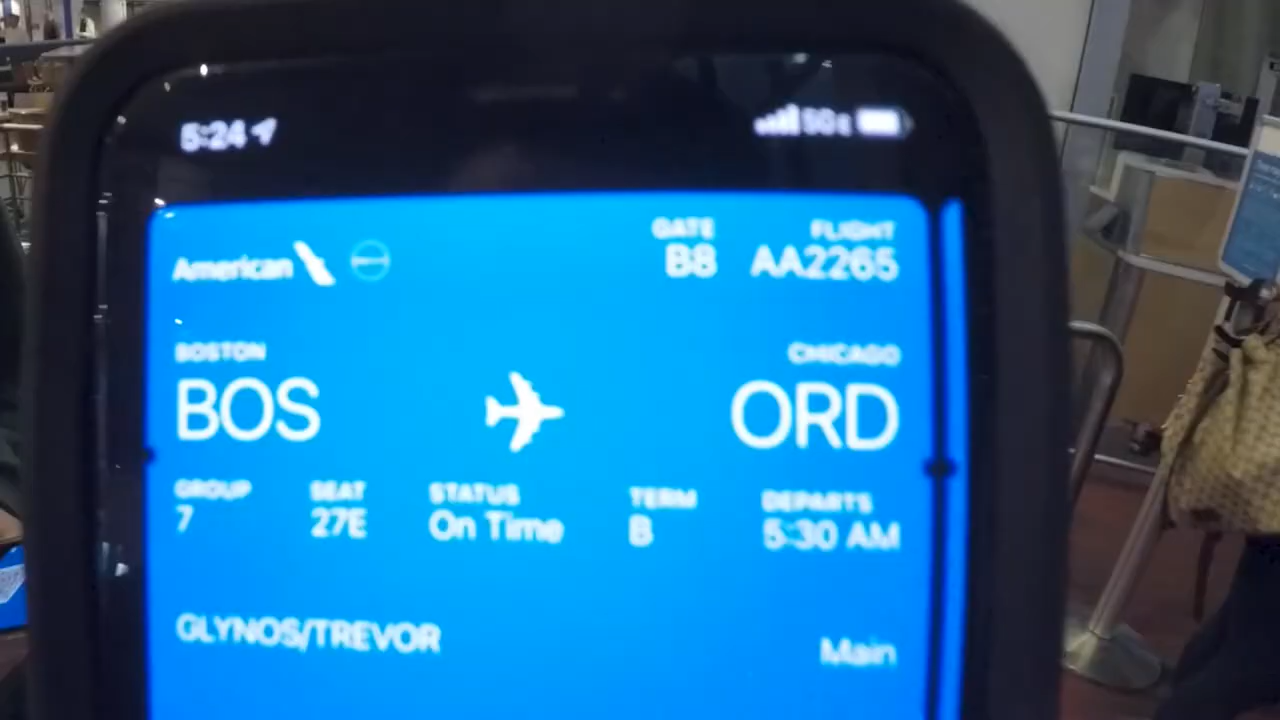 5:24 5GE
American GATE FLIGHT
B8 AA2265
BOSTON CHICAGO
BOS ORD
GROUP SEAT STATUS TERM DEPARTS
7 27E On Time B 5:30 AM
GLYNOS/TREVOR Main